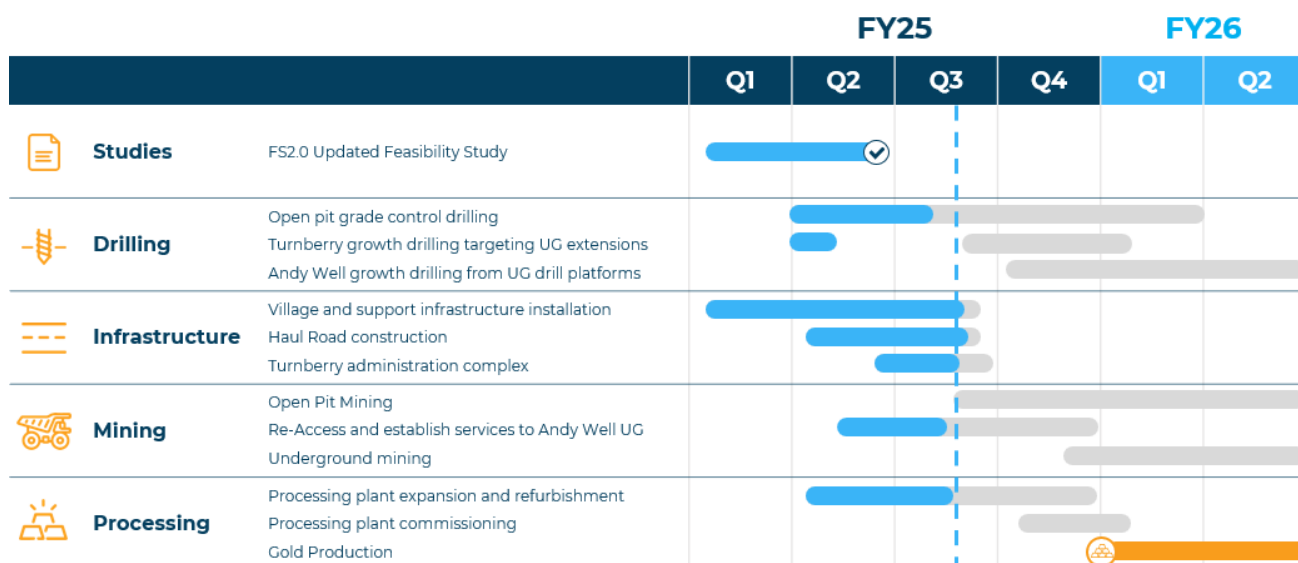 FY25 FY26
Q1 Q2 Q3 Q4 Q1 Q2
Studies
FS2.0 Updated Feasibility Study
Drilling
Open pit grade control drilling
Turnberry growth drilling targeting UG extensions
Andy Well growth drilling from UG drill platforms
Infrastructure
Village and support infrastructure installation
Haul Road construction
Turnberry administration complex
Mining
Open Pit Mining
Re-Access and establish services to Andy Well UG
Underground mining
Processing
Processing plant expansion and refurbishment
Processing plant commissioning
Gold Production